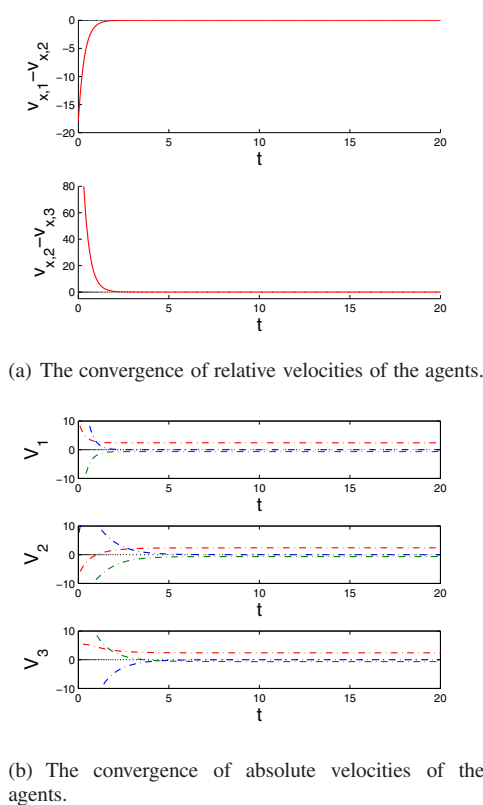 0
−5
−10
−15
−20
v_{x,1}−v_{x,2}
0 5 10 15 20
t
80
60
40
20
0
v_{x,2}−v_{x,3}
0 5 10 15 20
t
(a) The convergence of relative velocities of the agents.
10
0
−10
V_1
0 5 10 15 20
t
10
0
−10
V_2
0 5 10 15 20
t
10
0
−10
V_3
0 5 10 15 20
t
(b) The convergence of absolute velocities of the
agents.